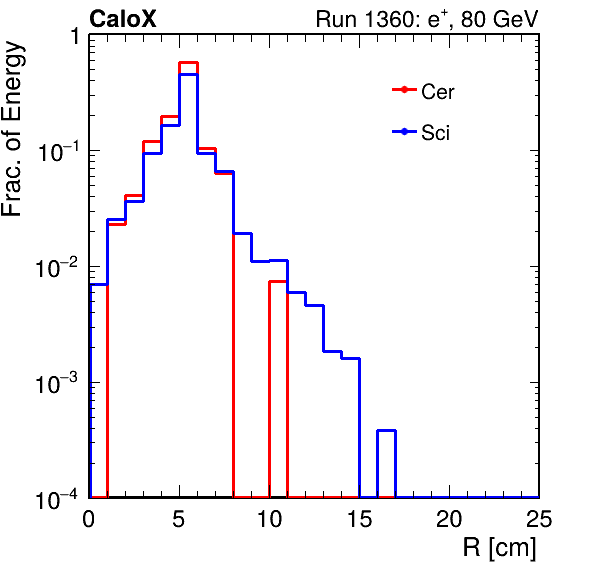 CaloX Run 1360: e⁺, 80 GeV
Frac. of Energy
1
10⁻¹
10⁻²
10⁻³
10⁻⁴
Cer
Sci
0 5 10 15 20 25
R [cm]